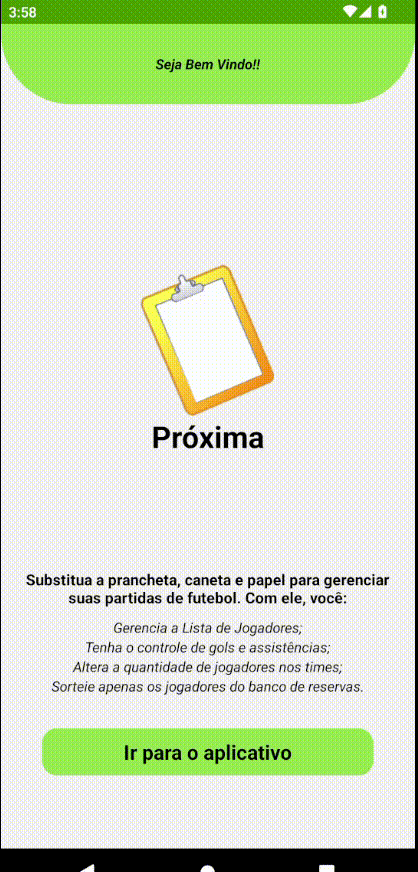 3:58
Seja Bem Vindo!!
Próxima
Substitua a prancheta, caneta e papel para gerenciar
suas partidas de futebol. Com ele, você:
Gerencia a Lista de Jogadores;
Tenha o controle de gols e assistências;
Altera a quantidade de jogadores nos times;
Sorteie apenas os jogadores do banco de reservas.
Ir para o aplicativo